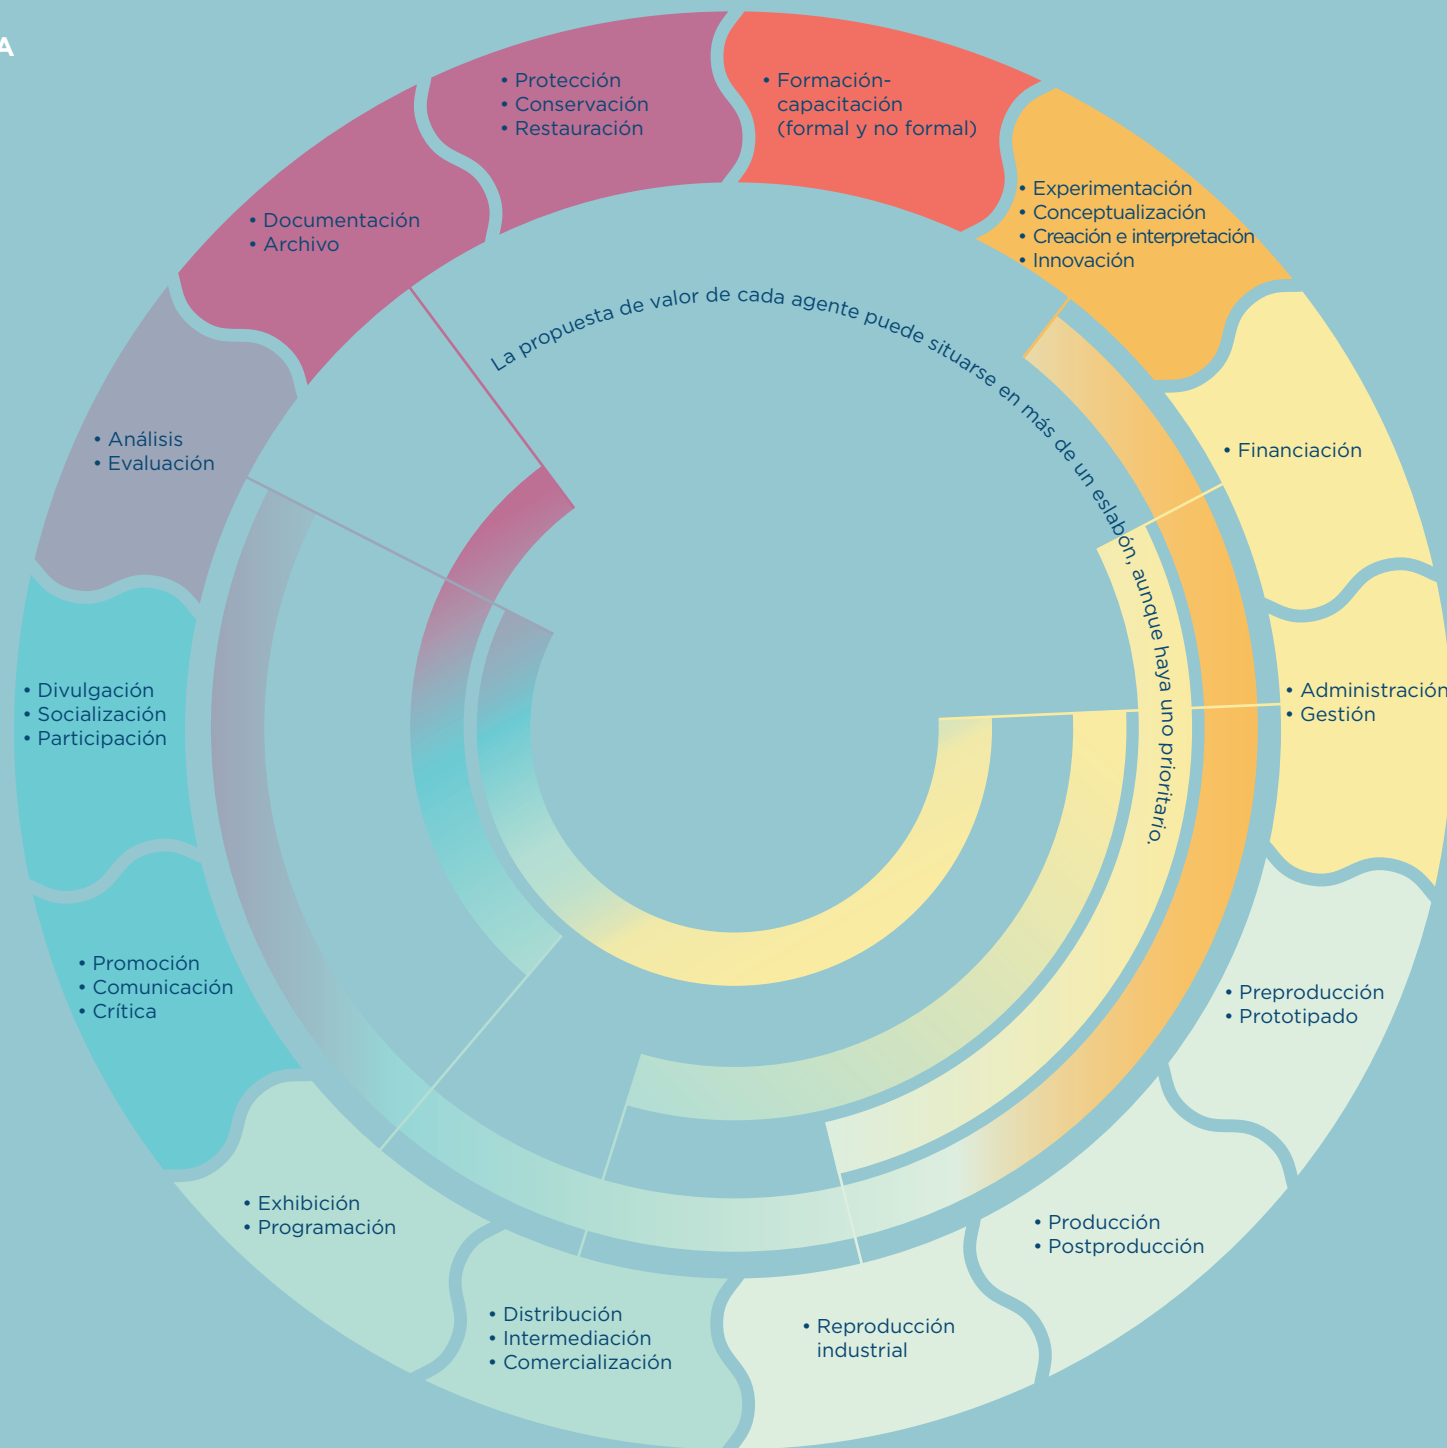 A
• Protección
• Conservación
• Restauración
• Formación-
capacitación
(formal y no formal)
• Experimentación
• Conceptualización
• Creación e interpretación
• Innovación
• Financiación
• Administración
• Gestión
• Preproducción
• Prototipado
• Producción
• Postproducción
• Reproducción
industrial
• Distribución
• Intermediación
• Comercialización
• Exhibición
• Programación
• Promoción
• Comunicación
• Crítica
• Divulgación
• Socialización
• Participación
• Análisis
• Evaluación
• Documentación
• Archivo
La propuesta de valor de cada agente puede situarse en más de un eslabón, aunque haya uno prioritario.